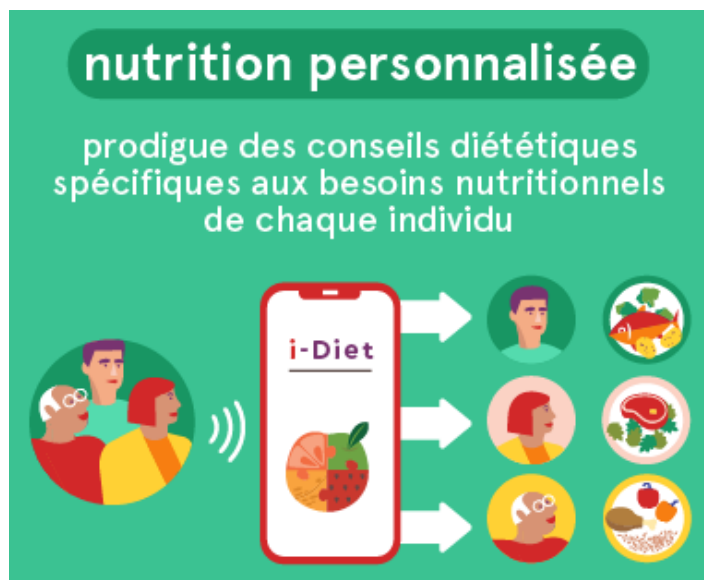 nutrition personnalisée
prodigue des conseils diététiques
spécifiques aux besoins nutritionnels
de chaque individu
i-Diet